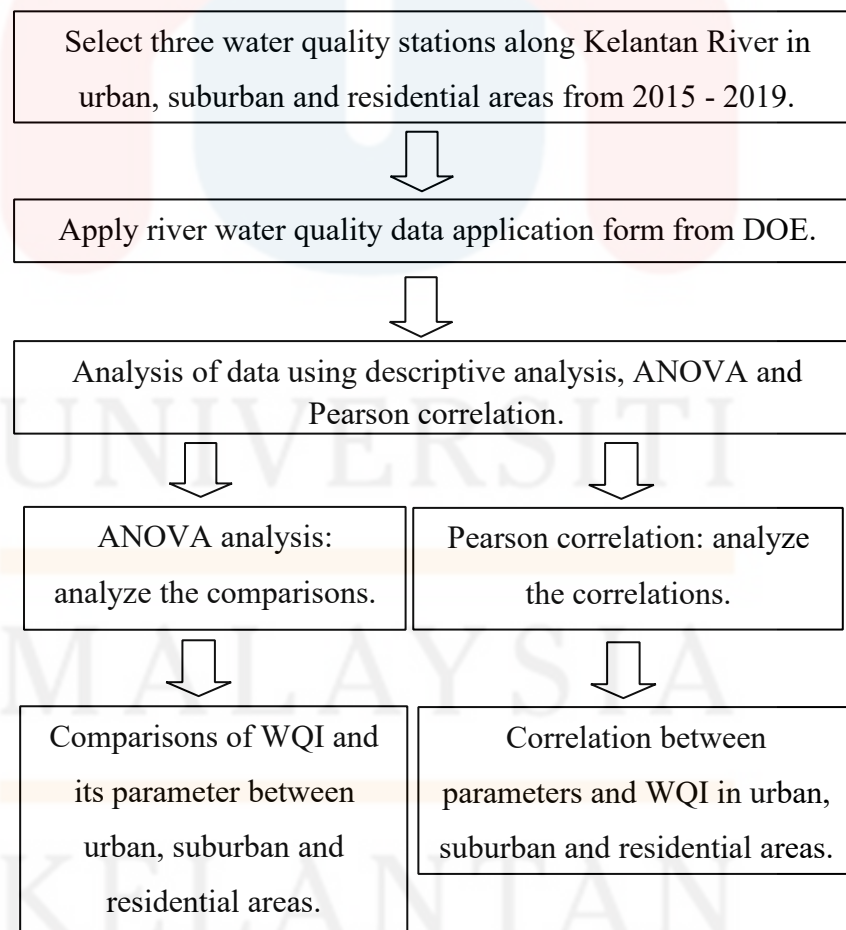 Select three water quality stations along Kelantan River in
urban, suburban and residential areas from 2015 - 2019.
Apply river water quality data application form from DOE.
Analysis of data using descriptive analysis, ANOVA and
Pearson correlation.
UNIVERSITI
ANOVA analysis:
analyze the comparisons.
Pearson correlation: analyze
the correlations.
MALAYSIA
Comparisons of WQI and
its parameter between
urban, suburban and
residential areas.
Correlation between
parameters and WQI in urban,
suburban and residential areas.
KELANTAN